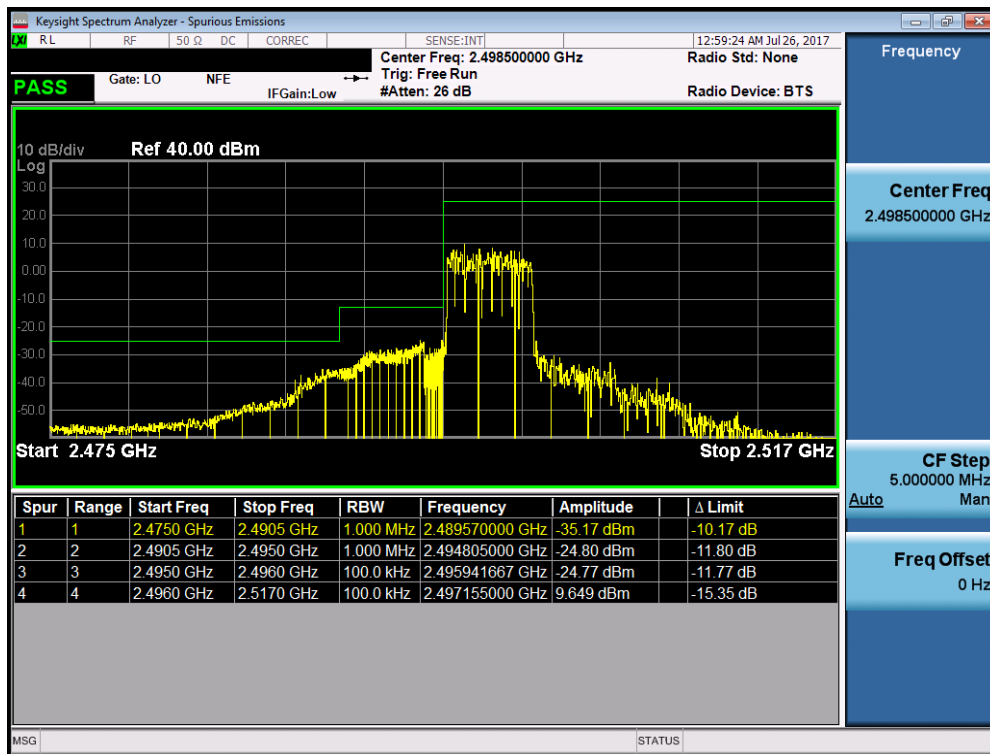 Keysight Spectrum Analyzer - Spurious Emissions
LXI RL RF 50 Ω DC CORREC SENSE:INT 12:59:24 AM Jul 26, 2017
Center Freq: 2.498500000 GHz Radio Std: None
Trig: Free Run
PASS Gate: LO NFE IFGain:Low #Atten: 26 dB Radio Device: BTS
10 dB/div Ref 40.00 dBm
Log
30.0
20.0
10.0
0.00
-10.0
-20.0
-30.0
-40.0
-50.0
Start 2.475 GHz Stop 2.517 GHz
Spur Range Start Freq Stop Freq RBW Frequency Amplitude Δ Limit
1 1 2.4750 GHz 2.4905 GHz 1.000 MHz 2.489570000 GHz -35.17 dBm -10.17 dB
2 2 2.4905 GHz 2.4950 GHz 1.000 MHz 2.494805000 GHz -24.80 dBm -11.80 dB
3 3 2.4950 GHz 2.4960 GHz 100.0 kHz 2.495941667 GHz -24.77 dBm -11.77 dB
4 4 2.4960 GHz 2.5170 GHz 100.0 kHz 2.497155000 GHz 9.649 dBm -15.35 dB
MSG STATUS
Frequency
Center Freq
2.498500000 GHz
CF Step
5.000000 MHz
Auto Man
Freq Offset
0 Hz